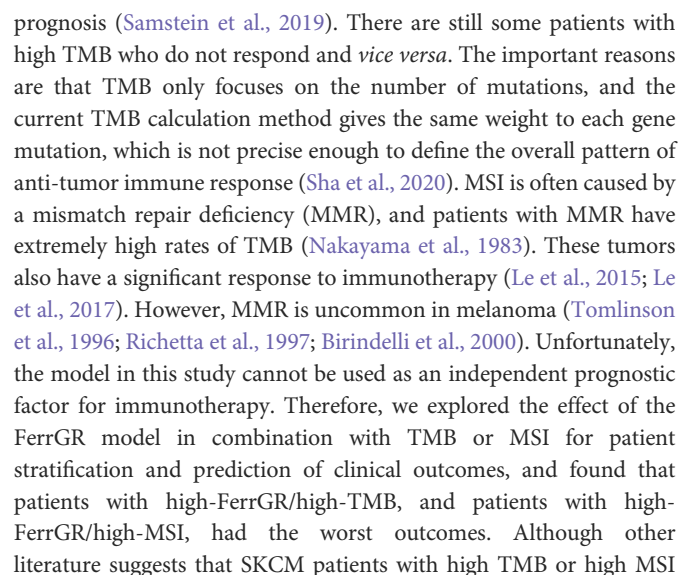 prognosis (Samstein et al., 2019). There are still some patients with
high TMB who do not respond and vice versa. The important reasons
are that TMB only focuses on the number of mutations, and the
current TMB calculation method gives the same weight to each gene
mutation, which is not precise enough to define the overall pattern of
anti-tumor immune response (Sha et al., 2020). MSI is often caused by
a mismatch repair deficiency (MMR), and patients with MMR have
extremely high rates of TMB (Nakayama et al., 1983). These tumors
also have a significant response to immunotherapy (Le et al., 2015; Le
et al., 2017). However, MMR is uncommon in melanoma (Tomlinson
et al., 1996; Richetta et al., 1997; Birindelli et al., 2000). Unfortunately,
the model in this study cannot be used as an independent prognostic
factor for immunotherapy. Therefore, we explored the effect of the
FerrGR model in combination with TMB or MSI for patient
stratification and prediction of clinical outcomes, and found that
patients with high-FerrGR/high-TMB, and patients with high-
FerrGR/high-MSI, had the worst outcomes. Although other
literature suggests that SKCM patients with high TMB or high MSI